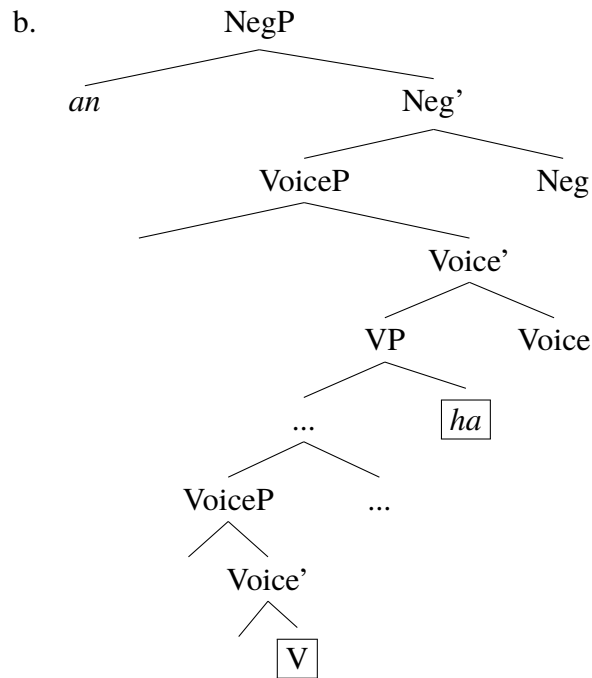 b. NegP
an Neg’
VoiceP Neg
Voice’
VP Voice
... ha
VoiceP ...
Voice’
V